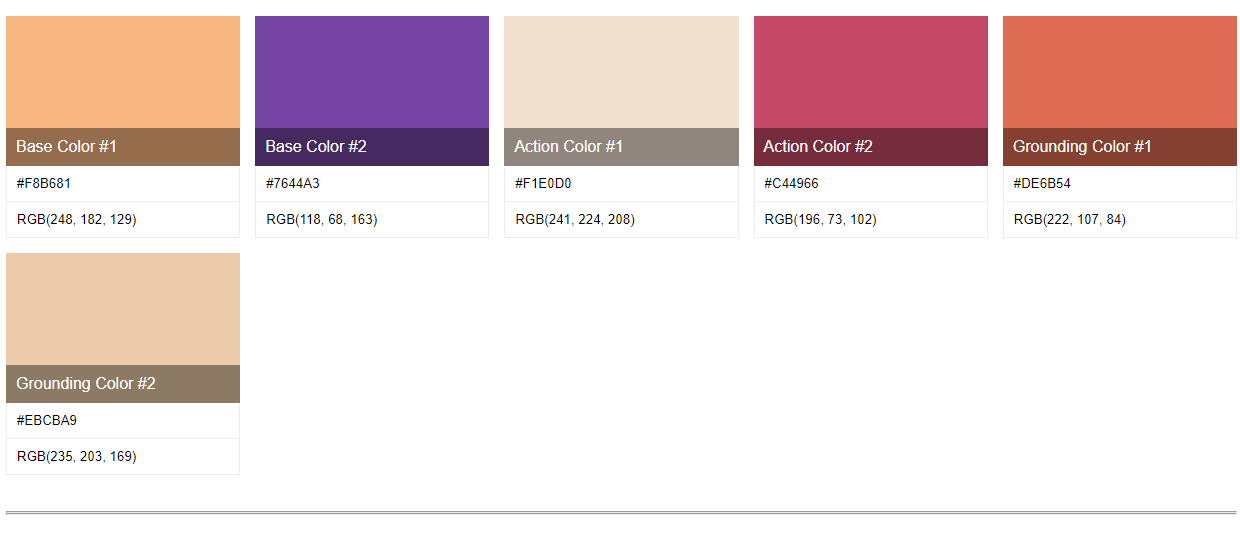 Base Color #1
#F8B681
RGB(248, 182, 129)
Base Color #2
#7644A3
RGB(118, 68, 163)
Action Color #1
#F1E0D0
RGB(241, 224, 208)
Action Color #2
#C44966
RGB(196, 73, 102)
Grounding Color #1
#DE6B54
RGB(222, 107, 84)
Grounding Color #2
#EBCBA9
RGB(235, 203, 169)